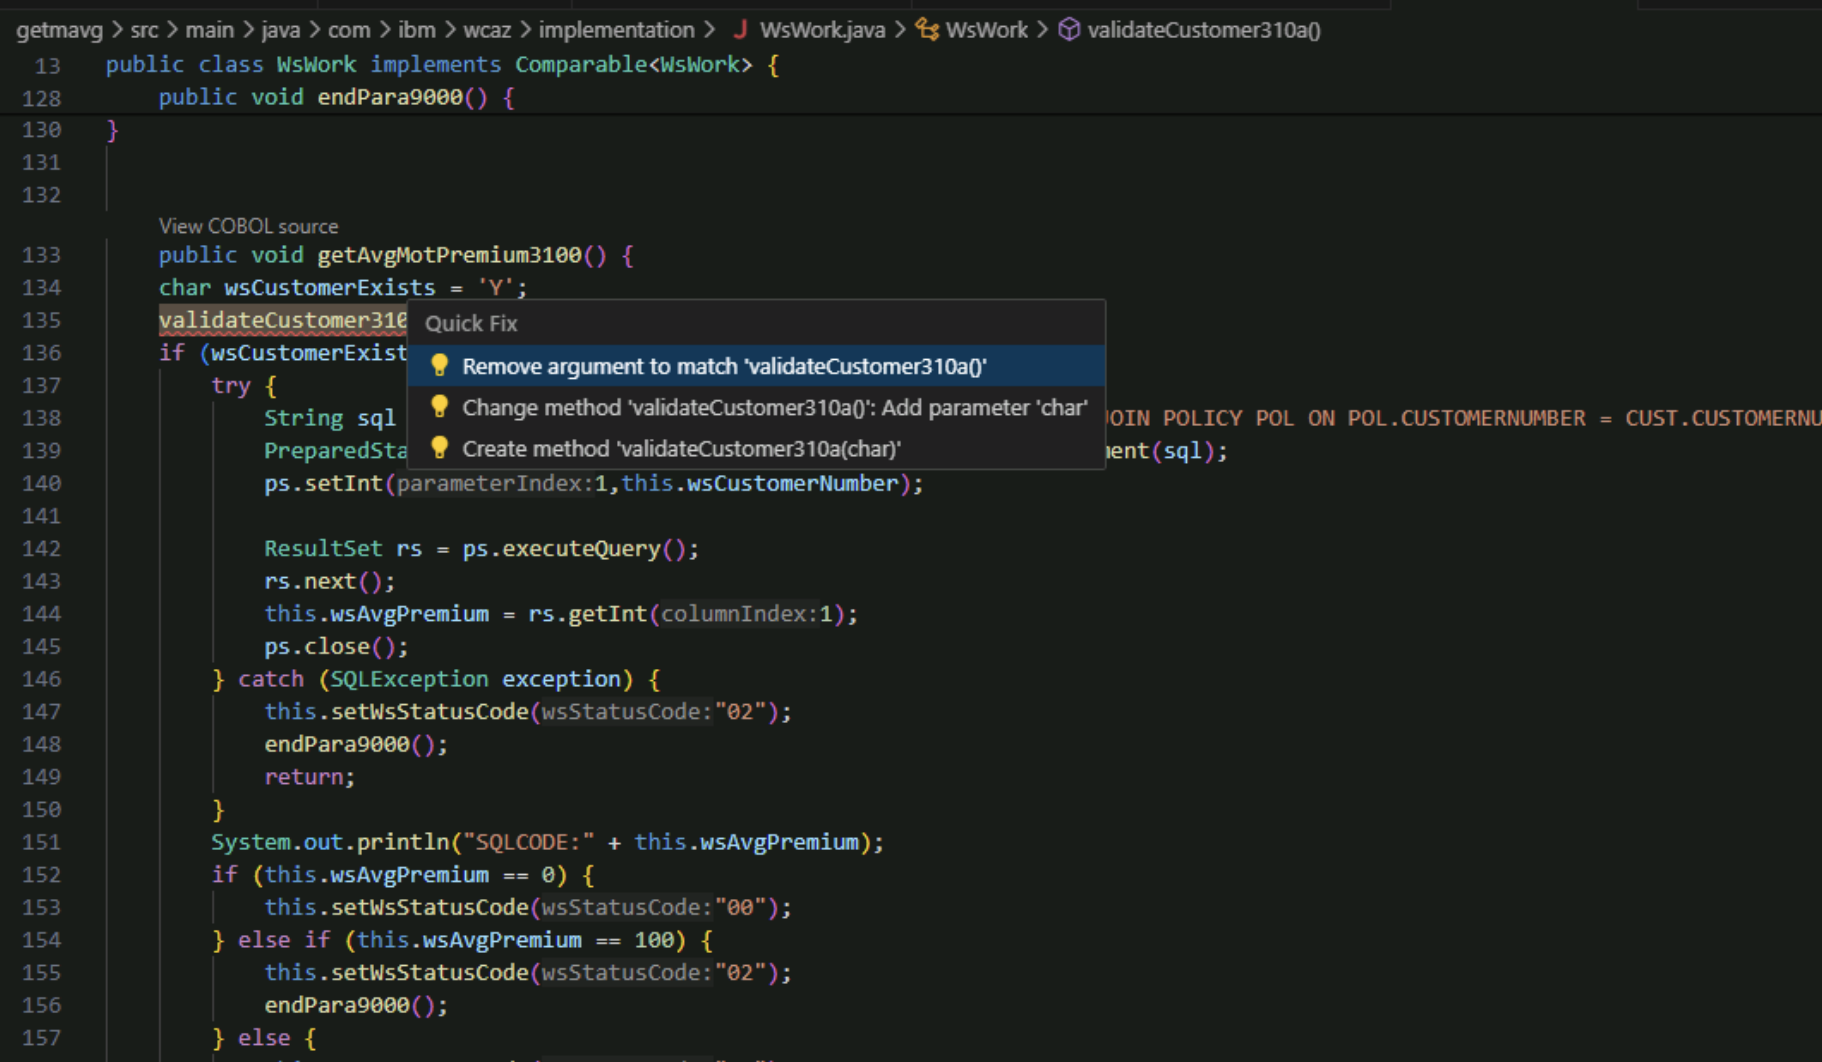 getmavg > src > main > java > com > ibm > wcaz > implementation > J WsWork.java > WsWork > validateCustomer310a()
13 public class WsWork implements Comparable<WsWork> {
128 public void endPara9000() {
130 }
131
132
View COBOL source
133 public void getAvgMotPremium3100() {
134 char wsCustomerExists = 'Y';
135 validateCustomer310
Quick Fix
136 if (wsCustomerExist
Remove argument to match 'validateCustomer310a()'
137 try {
Change method 'validateCustomer310a()': Add parameter 'char'
138 String sql JOIN POLICY POL ON POL.CUSTOMERNUMBER = CUST.CUSTOMERNU
Create method 'validateCustomer310a(char)'
139 PreparedSta ment(sql);
140 ps.setInt(parameterIndex:1,this.wsCustomerNumber);
141
142 ResultSet rs = ps.executeQuery();
143 rs.next();
144 this.wsAvgPremium = rs.getInt(columnIndex:1);
145 ps.close();
146 } catch (SQLException exception) {
147 this.setWsStatusCode(wsStatusCode:"02");
148 endPara9000();
149 return;
150 }
151 System.out.println("SQLCODE:" + this.wsAvgPremium);
152 if (this.wsAvgPremium == 0) {
153 this.setWsStatusCode(wsStatusCode:"00");
154 } else if (this.wsAvgPremium == 100) {
155 this.setWsStatusCode(wsStatusCode:"02");
156 endPara9000();
157 } else {